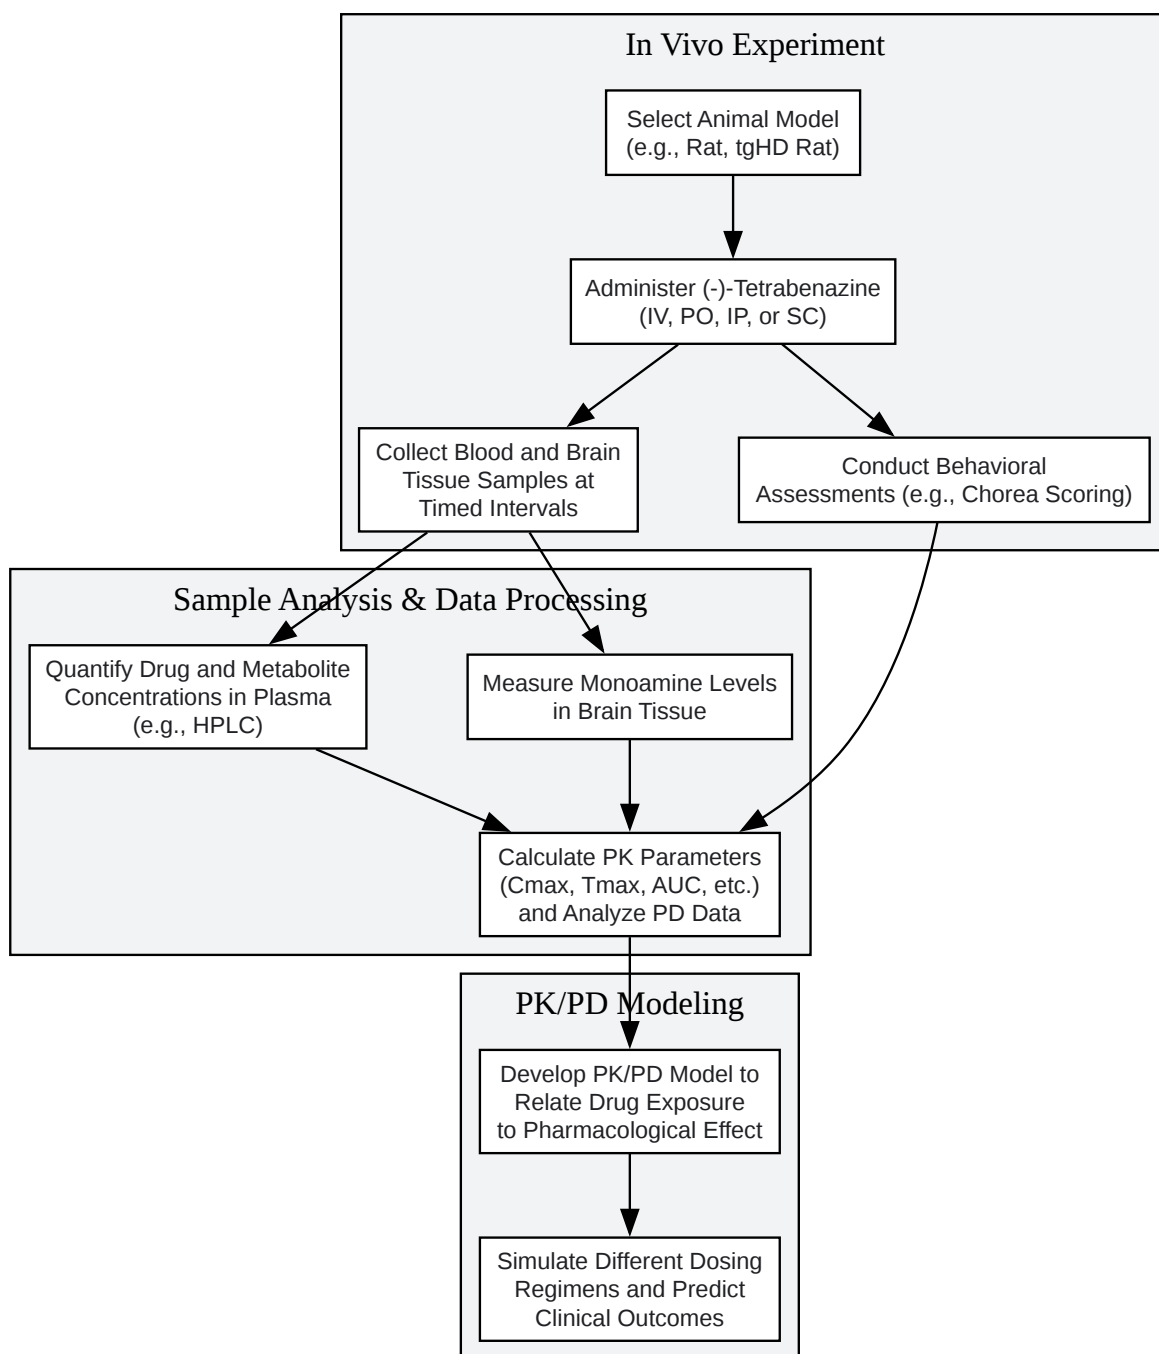 In Vivo Experiment
Select Animal Model
(e.g., Rat, tgHD Rat)
Administer (-)-Tetrabenazine
(IV, PO, IP, or SC)
Collect Blood and Brain
Tissue Samples at
Timed Intervals
Conduct Behavioral
Assessments (e.g., Chorea Scoring)
Sample Analysis & Data Processing
Quantify Drug and Metabolite
Concentrations in Plasma
(e.g., HPLC)
Measure Monoamine Levels
in Brain Tissue
Calculate PK Parameters
(Cmax, Tmax, AUC, etc.)
and Analyze PD Data
PK/PD Modeling
Develop PK/PD Model to
Relate Drug Exposure
to Pharmacological Effect
Simulate Different Dosing
Regimens and Predict
Clinical Outcomes